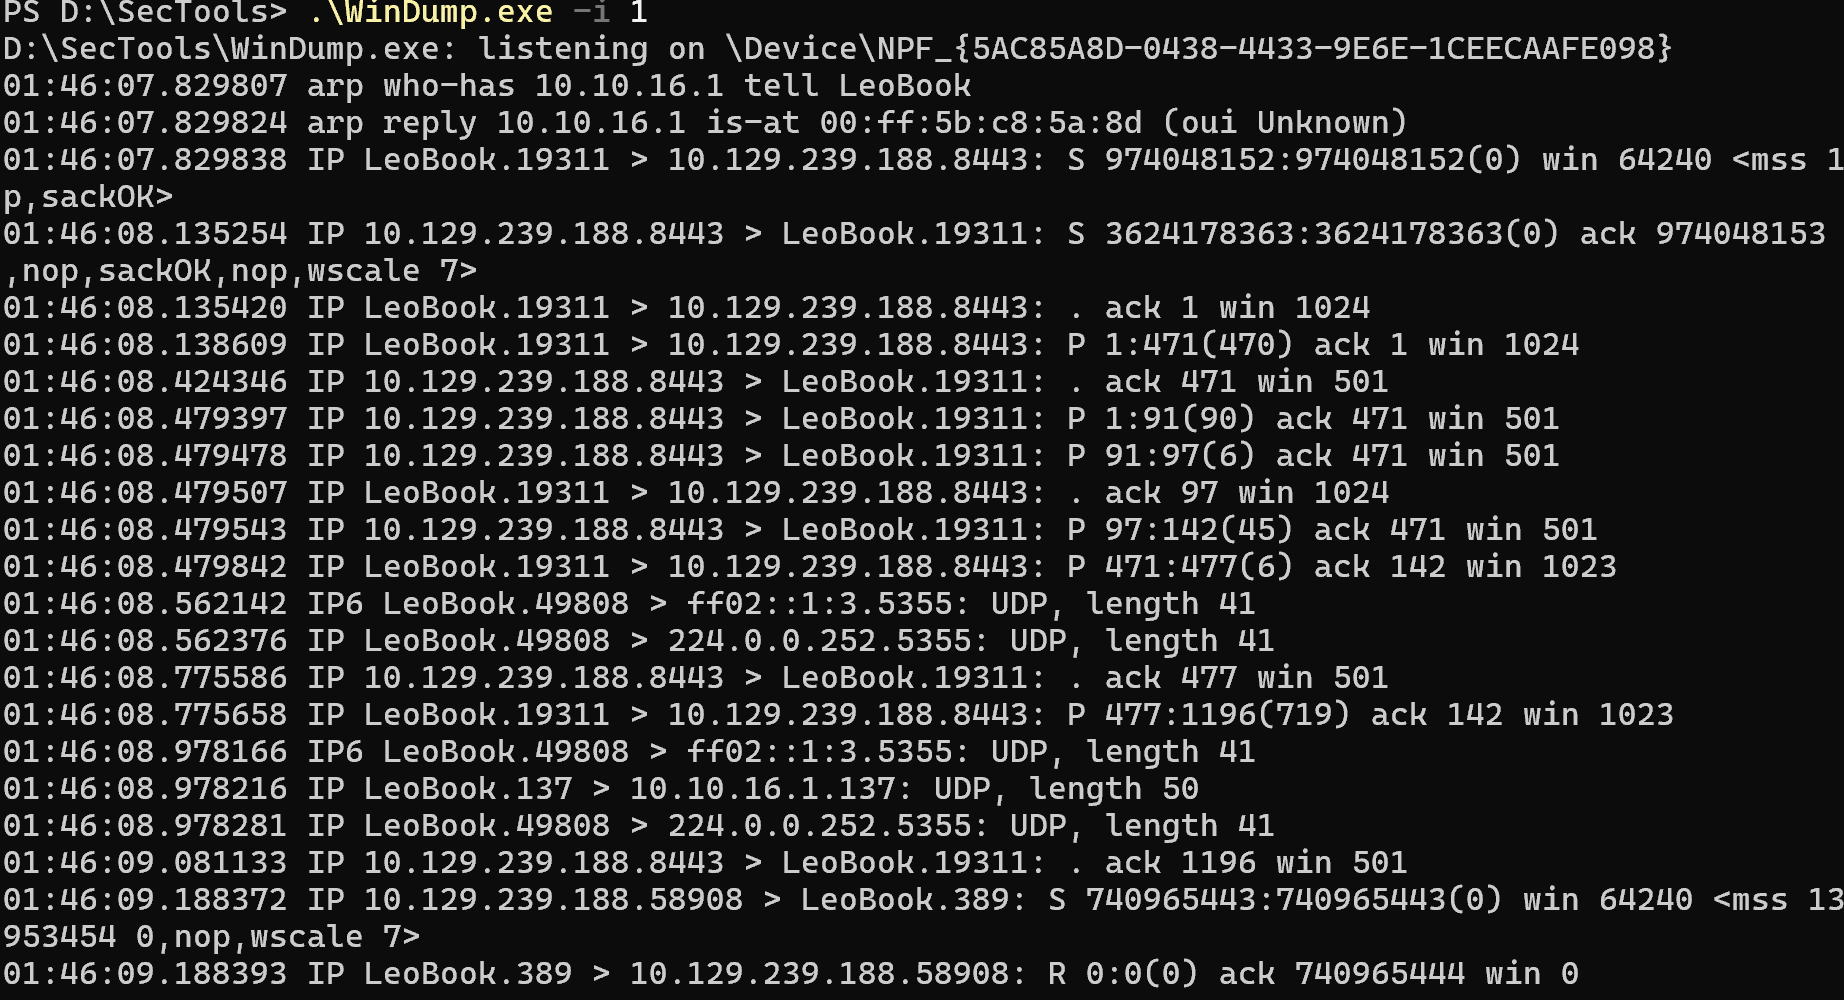 PS D:\SecTools> .\WinDump.exe -i 1
D:\SecTools\WinDump.exe: listening on \Device\NPF_{5AC85A8D-0438-4433-9E6E-1CEECAAFE098}
01:46:07.829807 arp who-has 10.10.16.1 tell LeoBook
01:46:07.829824 arp reply 10.10.16.1 is-at 00:ff:5b:c8:5a:8d (oui Unknown)
01:46:07.829838 IP LeoBook.19311 > 10.129.239.188.8443: S 974048152:974048152(0) win 64240 <mss 1
p,sackOK>
01:46:08.135254 IP 10.129.239.188.8443 > LeoBook.19311: S 3624178363:3624178363(0) ack 974048153
,nop,sackOK,nop,wscale 7>
01:46:08.135420 IP LeoBook.19311 > 10.129.239.188.8443: . ack 1 win 1024
01:46:08.138609 IP LeoBook.19311 > 10.129.239.188.8443: P 1:471(470) ack 1 win 1024
01:46:08.424346 IP 10.129.239.188.8443 > LeoBook.19311: . ack 471 win 501
01:46:08.479397 IP 10.129.239.188.8443 > LeoBook.19311: P 1:91(90) ack 471 win 501
01:46:08.479478 IP 10.129.239.188.8443 > LeoBook.19311: P 91:97(6) ack 471 win 501
01:46:08.479507 IP LeoBook.19311 > 10.129.239.188.8443: . ack 97 win 1024
01:46:08.479543 IP 10.129.239.188.8443 > LeoBook.19311: P 97:142(45) ack 471 win 501
01:46:08.479842 IP LeoBook.19311 > 10.129.239.188.8443: P 471:477(6) ack 142 win 1023
01:46:08.562142 IP6 LeoBook.49808 > ff02::1:3.5355: UDP, length 41
01:46:08.562376 IP LeoBook.49808 > 224.0.0.252.5355: UDP, length 41
01:46:08.775586 IP 10.129.239.188.8443 > LeoBook.19311: . ack 477 win 501
01:46:08.775658 IP LeoBook.19311 > 10.129.239.188.8443: P 477:1196(719) ack 142 win 1023
01:46:08.978166 IP6 LeoBook.49808 > ff02::1:3.5355: UDP, length 41
01:46:08.978216 IP LeoBook.137 > 10.10.16.1.137: UDP, length 50
01:46:08.978281 IP LeoBook.49808 > 224.0.0.252.5355: UDP, length 41
01:46:09.081133 IP 10.129.239.188.8443 > LeoBook.19311: . ack 1196 win 501
01:46:09.188372 IP 10.129.239.188.58908 > LeoBook.389: S 740965443:740965443(0) win 64240 <mss 13
953454 0,nop,wscale 7>
01:46:09.188393 IP LeoBook.389 > 10.129.239.188.58908: R 0:0(0) ack 740965444 win 0